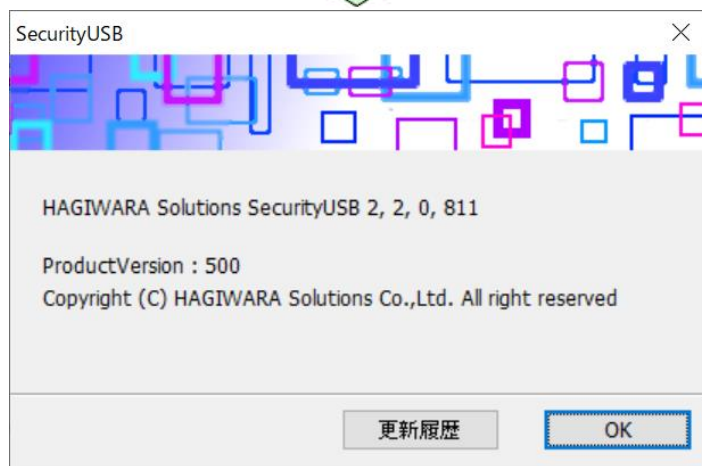 SecurityUSB
HAGIWARA Solutions SecurityUSB 2, 2, 0, 811
ProductVersion : 500
Copyright (C) HAGIWARA Solutions Co.,Ltd. All right reserved
更新履歴
OK